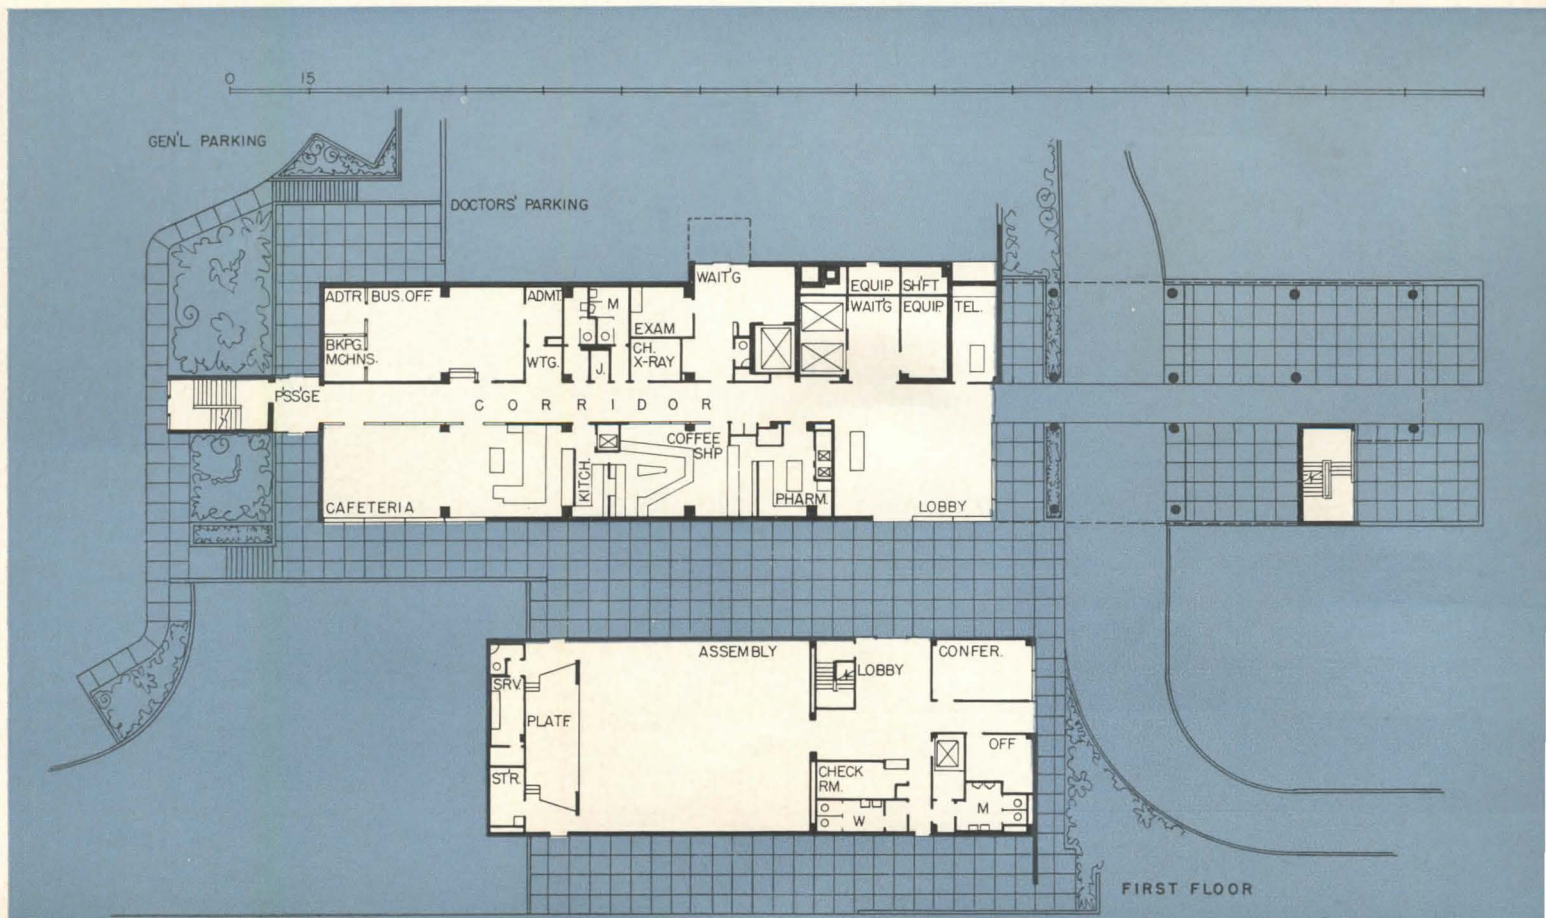 0 15
GEN'L PARKING
DOCTORS' PARKING
WAIT'G
EQUIP
SH'FT
ADTR.
BUS. OFF.
ADMT.
M
EXAM
WAIT'G
EQUIP.
TEL.
BKPG.
MCHNS.
WTG.
J.
CH.
X-RAY
P'SS'GE
CORRIDOR
COFFEE
SHP
KITCH.
CAFETERIA
PHARM.
LOBBY
ASSEMBLY
LOBBY
CONFER.
SRV.
PLATF.
OFF
STR.
CHECK
RM.
W
M
FIRST FLOOR